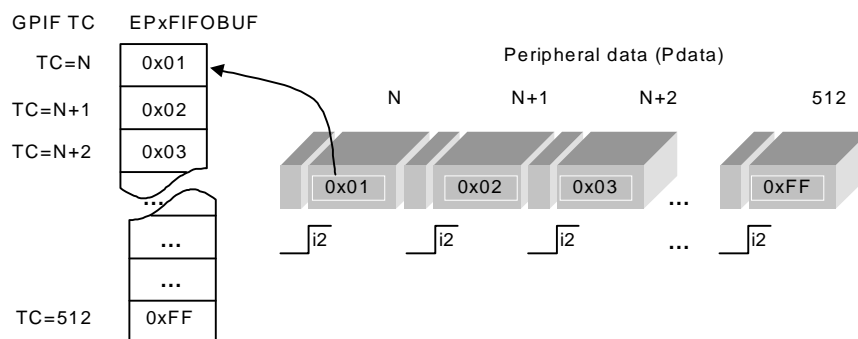 GPIF TC EPxFIFOBUF
TC=N 0x01
TC=N+1 0x02
TC=N+2 0x03
...
...
...
TC=512 0xFF
Peripheral data (Pdata)
N N+1 N+2 512
0x01 0x02 0x03 ... 0xFF
i2 i2 i2 ... i2